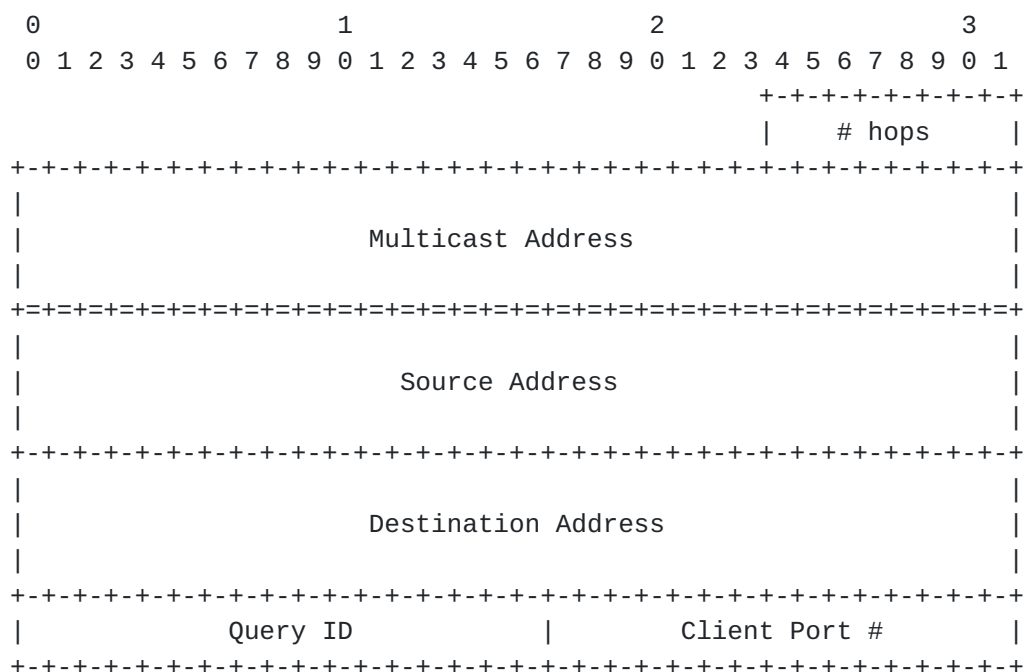 0                   1                   2                   3
 0 1 2 3 4 5 6 7 8 9 0 1 2 3 4 5 6 7 8 9 0 1 2 3 4 5 6 7 8 9 0 1
                                                +-+-+-+-+-+-+-+-+
                                                |    # hops     |
+-+-+-+-+-+-+-+-+-+-+-+-+-+-+-+-+-+-+-+-+-+-+-+-+-+-+-+-+-+-+-+-+
|                                                               |
|                      Multicast Address                        |
|                                                               |
+=+=+=+=+=+=+=+=+=+=+=+=+=+=+=+=+=+=+=+=+=+=+=+=+=+=+=+=+=+=+=+=+
|                                                               |
|                        Source Address                         |
|                                                               |
+-+-+-+-+-+-+-+-+-+-+-+-+-+-+-+-+-+-+-+-+-+-+-+-+-+-+-+-+-+-+-+-+
|                                                               |
|                      Destination Address                      |
|                                                               |
+-+-+-+-+-+-+-+-+-+-+-+-+-+-+-+-+-+-+-+-+-+-+-+-+-+-+-+-+-+-+-+-+
|             Query ID             |        Client Port #        |
+-+-+-+-+-+-+-+-+-+-+-+-+-+-+-+-+-+-+-+-+-+-+-+-+-+-+-+-+-+-+-+-+